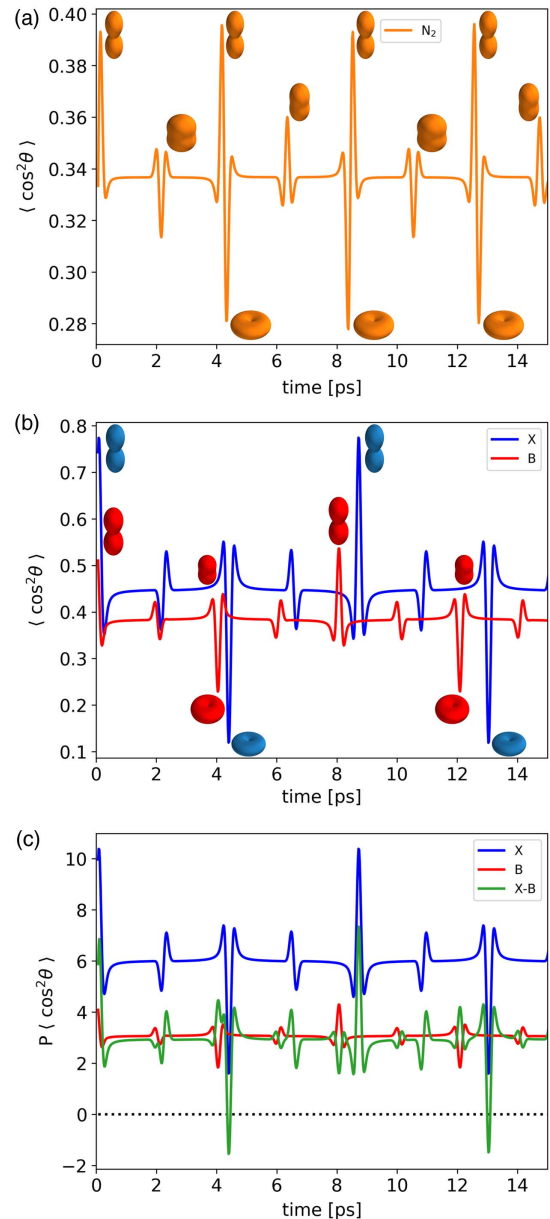 (a)
0.40
0.38
0.36
0.34
0.32
0.30
0.28
⟨ cos²θ ⟩
N₂
0 2 4 6 8 10 12 14
time [ps]
(b)
0.8
0.7
0.6
0.5
0.4
0.3
0.2
0.1
⟨ cos²θ ⟩
X
B
0 2 4 6 8 10 12 14
time [ps]
(c)
10
8
6
4
2
0
−2
P ⟨ cos²θ ⟩
X
B
X-B
0 2 4 6 8 10 12 14
time [ps]